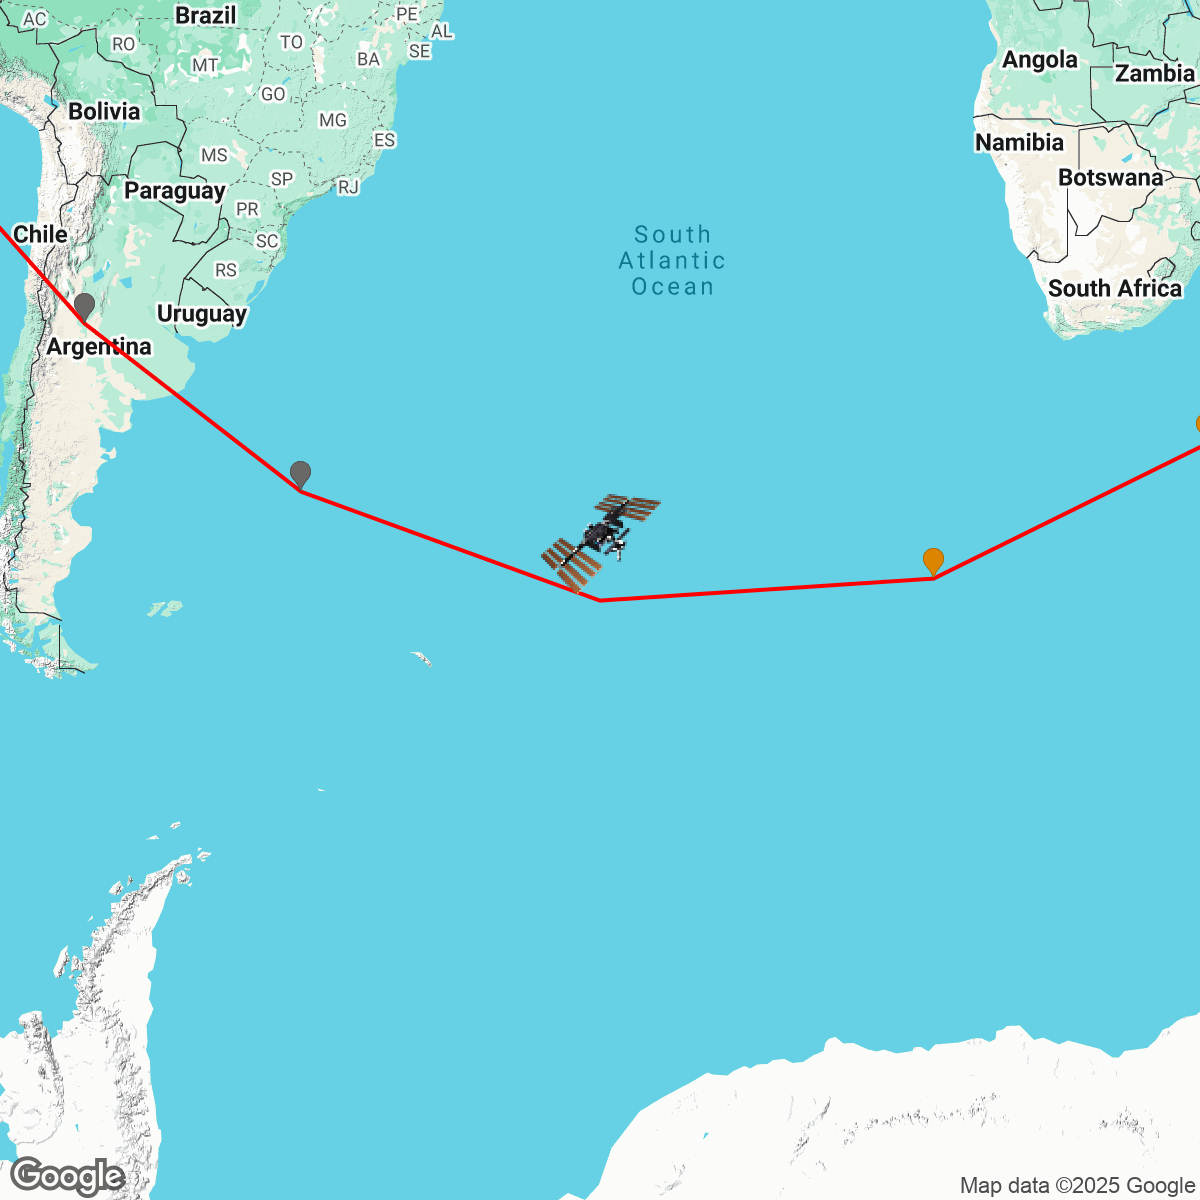 AC
Brazil
PE
AL
RO
TO
SE
MT
BA
Angola
Zambia
GO
Bolivia
MG
ES
Namibia
MS
SP
RJ
Botswana
Paraguay
PR
Chile
SC
South
Atlantic
Ocean
RS
South Africa
Uruguay
Argentina
Google
Map data ©2025 Google